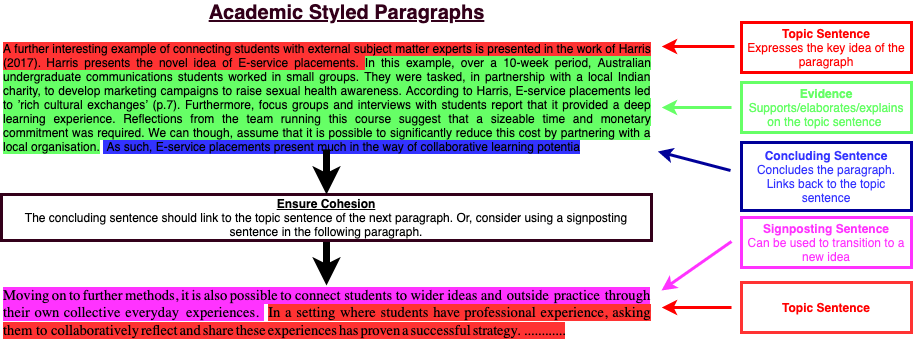 Academic Styled Paragraphs
A further interesting example of connecting students with external subject matter experts is presented in the work of Harris
(2017). Harris presents the novel idea of E-service placements. In this example, over a 10-week period, Australian
undergraduate communications students worked in small groups. They were tasked, in partnership with a local Indian
charity, to develop marketing campaigns to raise sexual health awareness. According to Harris, E-service placements led
to 'rich cultural exchanges' (p.7). Furthermore, focus groups and interviews with students report that it provided a deep
learning experience. Reflections from the team running this course suggest that a sizeable time and monetary
commitment was required. We can though, assume that it is possible to significantly reduce this cost by partnering with a
local organisation. As such, E-service placements present much in the way of collaborative learning potentia
Topic Sentence
Expresses the key idea of the
paragraph
Evidence
Supports/elaborates/explains
on the topic sentence
Concluding Sentence
Concludes the paragraph.
Links back to the topic
sentence
Ensure Cohesion
The concluding sentence should link to the topic sentence of the next paragraph. Or, consider using a signposting
sentence in the following paragraph.
Signposting Sentence
Can be used to transition to a
new idea
Moving on to further methods, it is also possible to connect students to wider ideas and outside practice through
their own collective everyday experiences. In a setting where students have professional experience, asking
them to collaboratively reflect and share these experiences has proven a successful strategy. ............
Topic Sentence